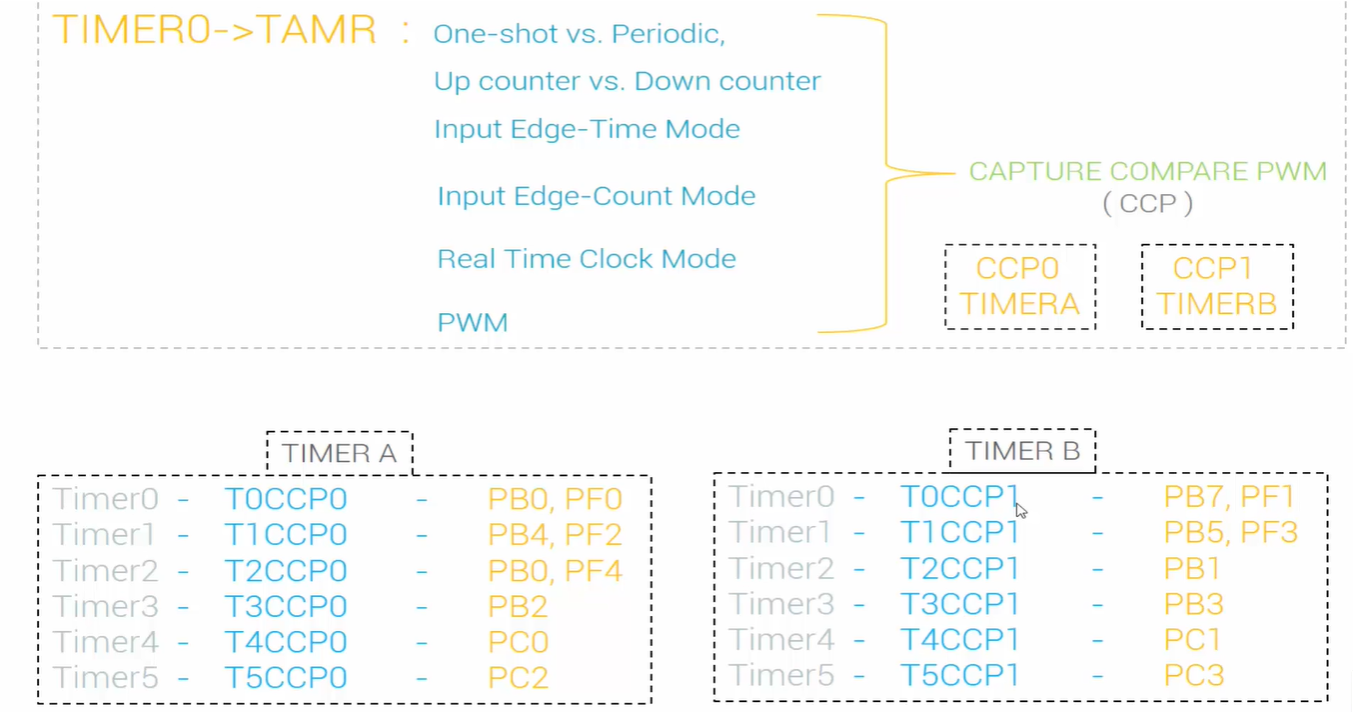 TIMER0->TAMR : One-shot vs. Periodic,
Up counter vs. Down counter
Input Edge-Time Mode
Input Edge-Count Mode
Real Time Clock Mode
PWM
CAPTURE COMPARE PWM
( CCP )
CCP0
TIMERA
CCP1
TIMERB
TIMER A
Timer0 - T0CCP0 - PB0, PF0
Timer1 - T1CCP0 - PB4, PF2
Timer2 - T2CCP0 - PB0, PF4
Timer3 - T3CCP0 - PB2
Timer4 - T4CCP0 - PC0
Timer5 - T5CCP0 - PC2
TIMER B
Timer0 - T0CCP1 - PB7, PF1
Timer1 - T1CCP1 - PB5, PF3
Timer2 - T2CCP1 - PB1
Timer3 - T3CCP1 - PB3
Timer4 - T4CCP1 - PC1
Timer5 - T5CCP1 - PC3